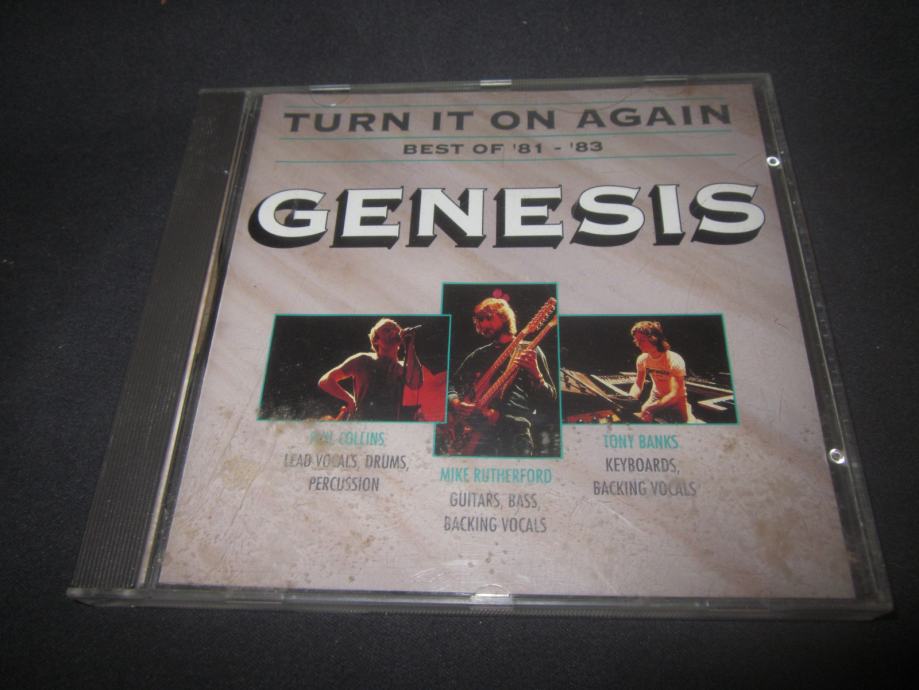 TURN IT ON AGAIN
BEST OF '81 - '83
GENESIS
PHIL COLLINS,
LEAD VOCALS, DRUMS,
PERCUSSION
MIKE RUTHERFORD
GUITARS, BASS,
BACKING VOCALS
TONY BANKS,
KEYBOARDS,
BACKING VOCALS